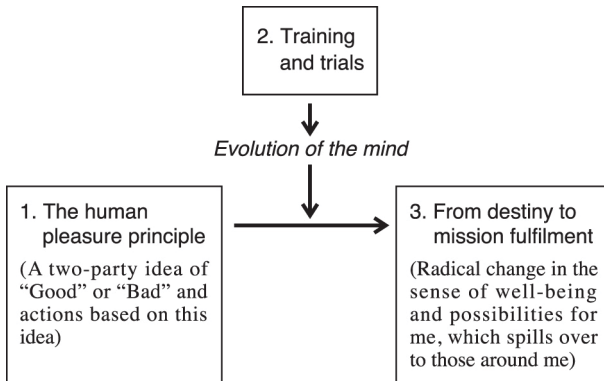 2. Training
and trials
Evolution of the mind
1. The human
pleasure principle
(A two-party idea of
“Good” or “Bad” and
actions based on this
idea)
3. From destiny to
mission fulfilment
(Radical change in the
sense of well-being
and possibilities for
me, which spills over
to those around me)